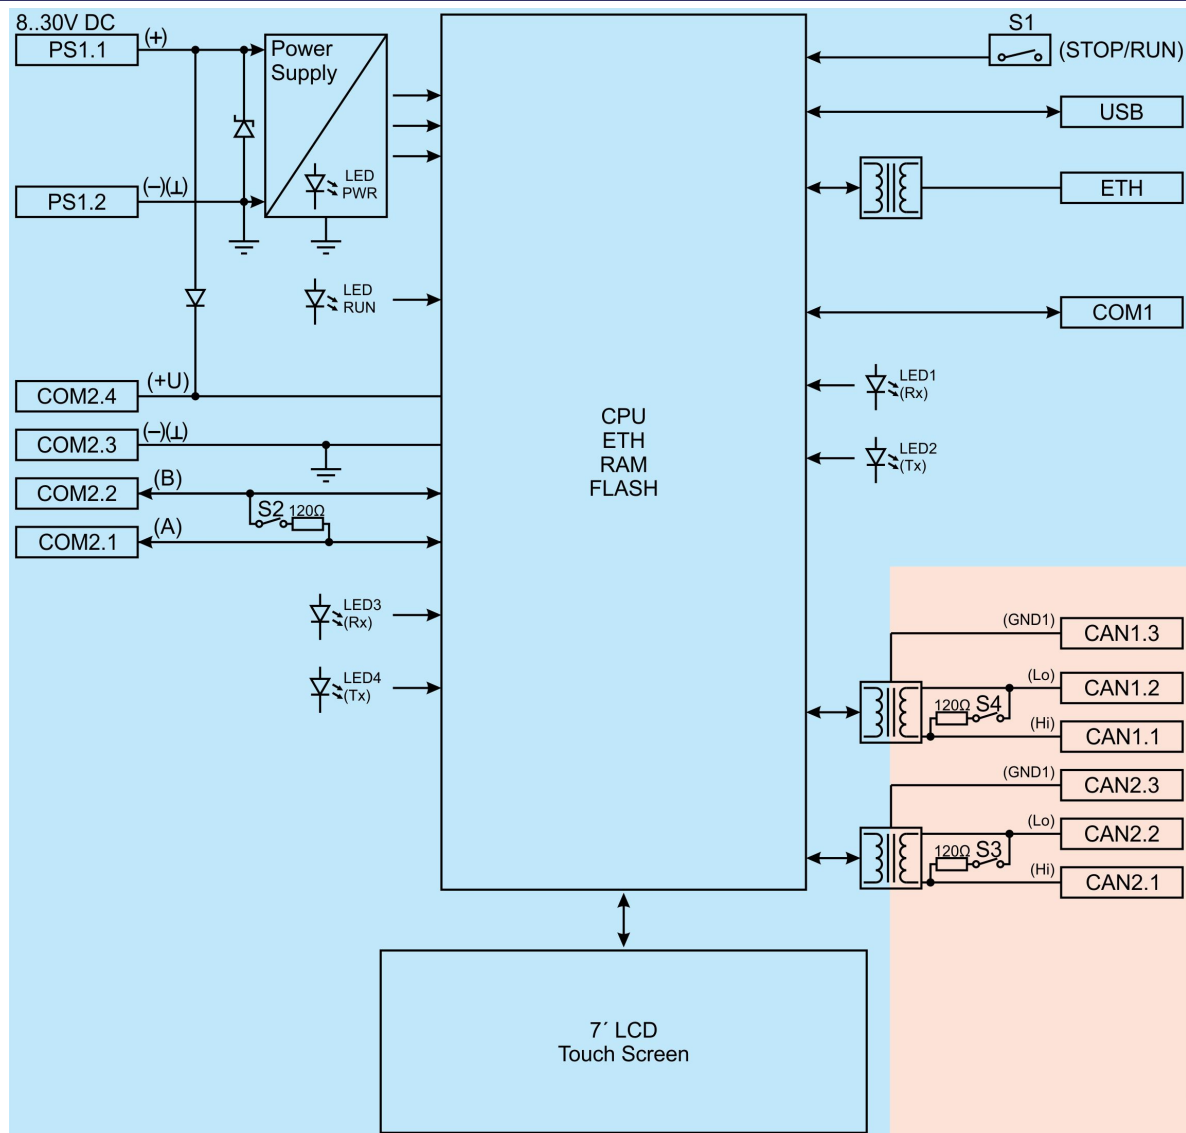 8..30V DC
PS1.1
(+)
Power
Supply
LED
PWR
PS1.2
(–)(⊥)
LED
RUN
COM2.4
(+U)
COM2.3
(–)(⊥)
COM2.2
(B)
S2
120Ω
COM2.1
(A)
LED3
(Rx)
LED4
(Tx)
CPU
ETH
RAM
FLASH
S1
(STOP/RUN)
USB
ETH
COM1
LED1
(Rx)
LED2
(Tx)
(GND1)
CAN1.3
(Lo)
CAN1.2
120Ω
S4
(Hi)
CAN1.1
(GND1)
CAN2.3
(Lo)
CAN2.2
120Ω
S3
(Hi)
CAN2.1
7´ LCD
Touch Screen